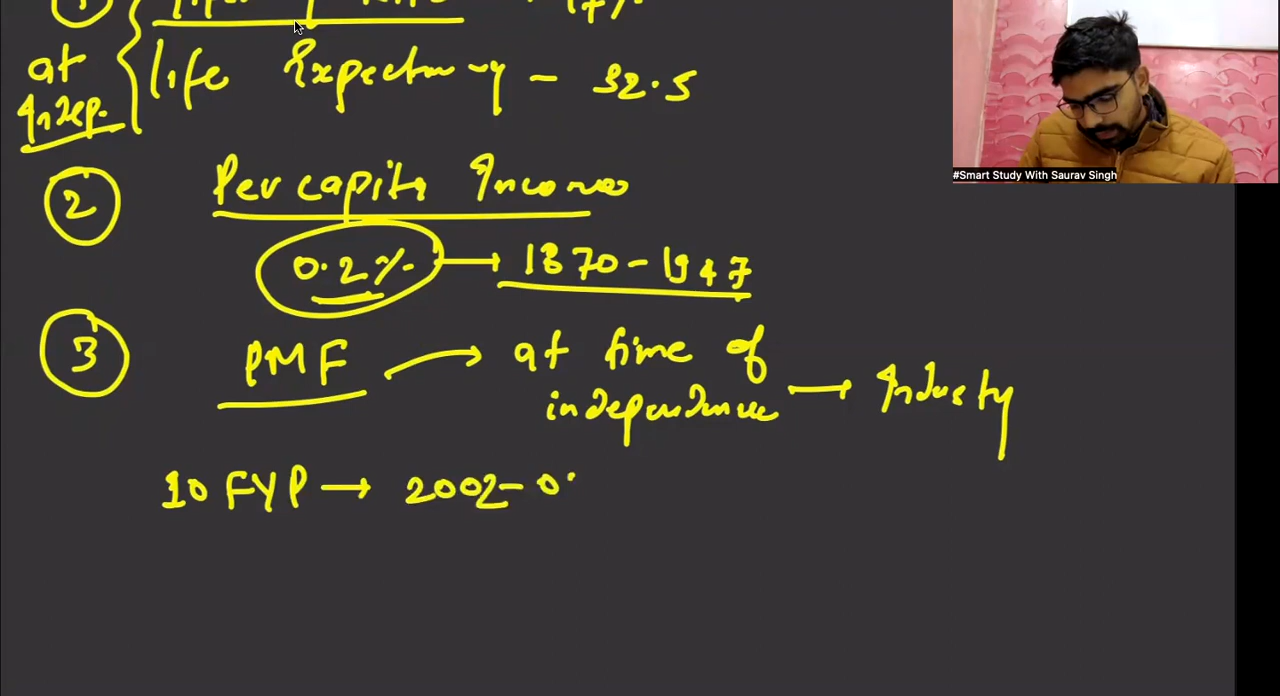 1
at
Indep.
life Expectancy - 32.5
2 Per capita Income
0.2% → 1870-1947
3 PMF → at time of independence → Industry
10 FYP → 2002-0
#Smart Study With Saurav Singh